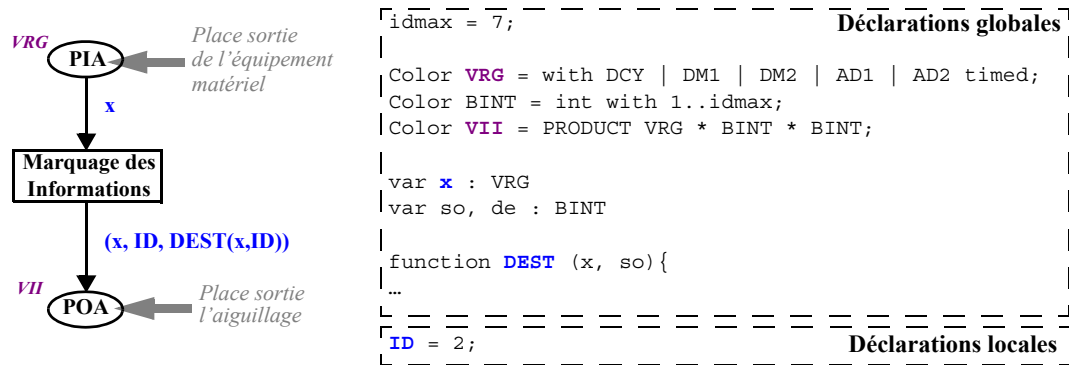 VRG
PIA
Place sortie
de l'équipement
matériel
x
Marquage des
Informations
(x, ID, DEST(x,ID))
VII
POA
Place sortie
l'aiguillage
idmax = 7;
Déclarations globales
Color VRG = with DCY | DM1 | DM2 | AD1 | AD2 timed;
Color BINT = int with 1..idmax;
Color VII = PRODUCT VRG * BINT * BINT;
var x : VRG
var so, de : BINT
function DEST (x, so){
…
ID = 2;
Déclarations locales